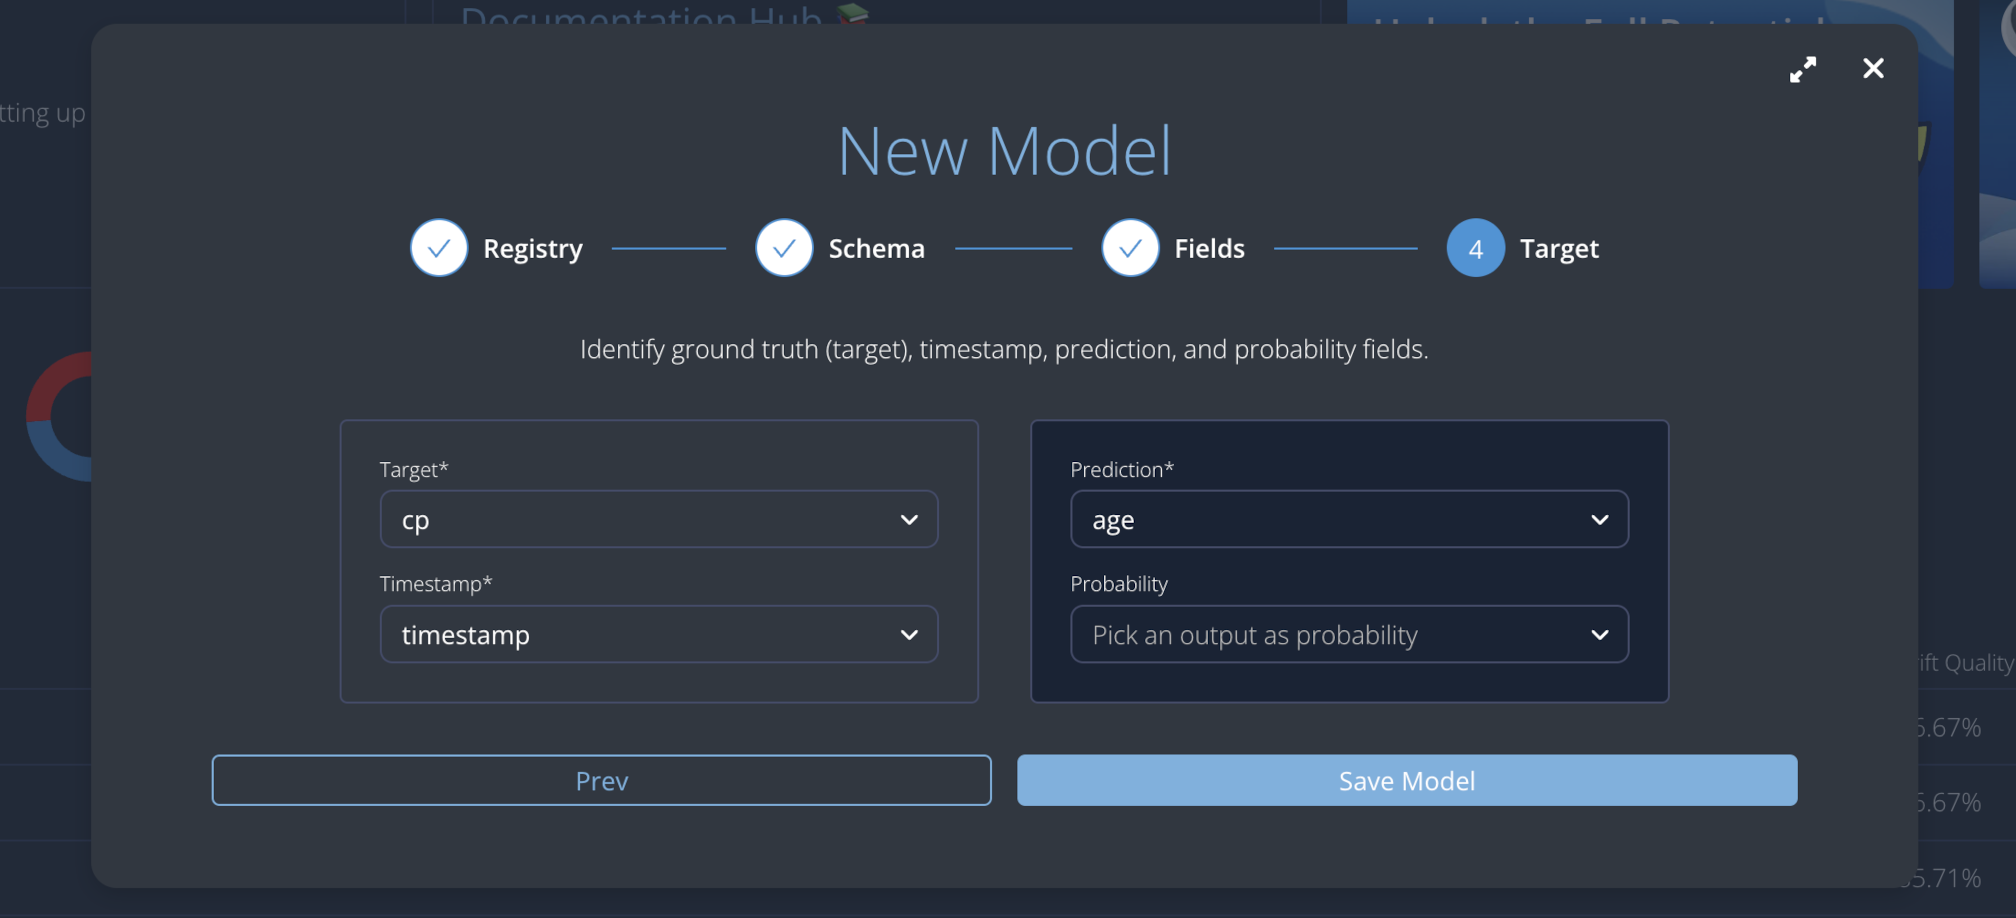 Documentation Hub
tting up
New Model
Registry
Schema
Fields
4 Target
Identify ground truth (target), timestamp, prediction, and probability fields.
Target*
cp
Timestamp*
timestamp
Prediction*
age
Probability
Pick an output as probability
Prev
Save Model
ift Quality
6.67%
6.67%
5.71%